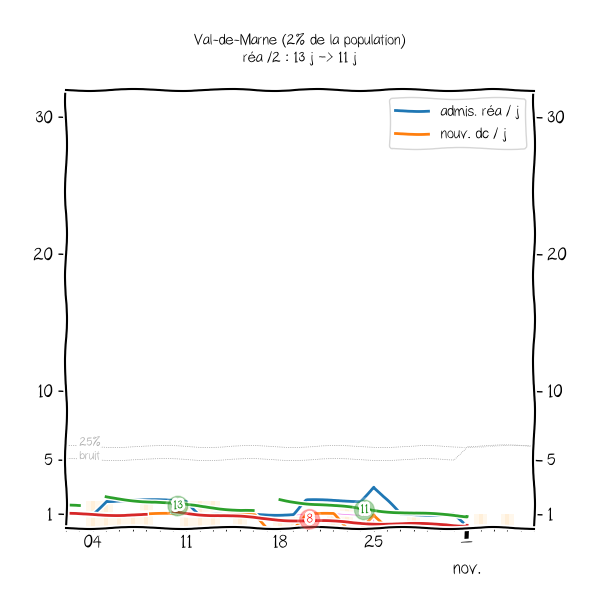 Val-de-Marne (2% de la population)
réa /2 : 13 j -> 11 j
admis. réa / j
nouv. dc / j
30 30
20 20
10 10
25%
bruit
5 5
13 11
8
1 1
04 11 18 25 1
nov.